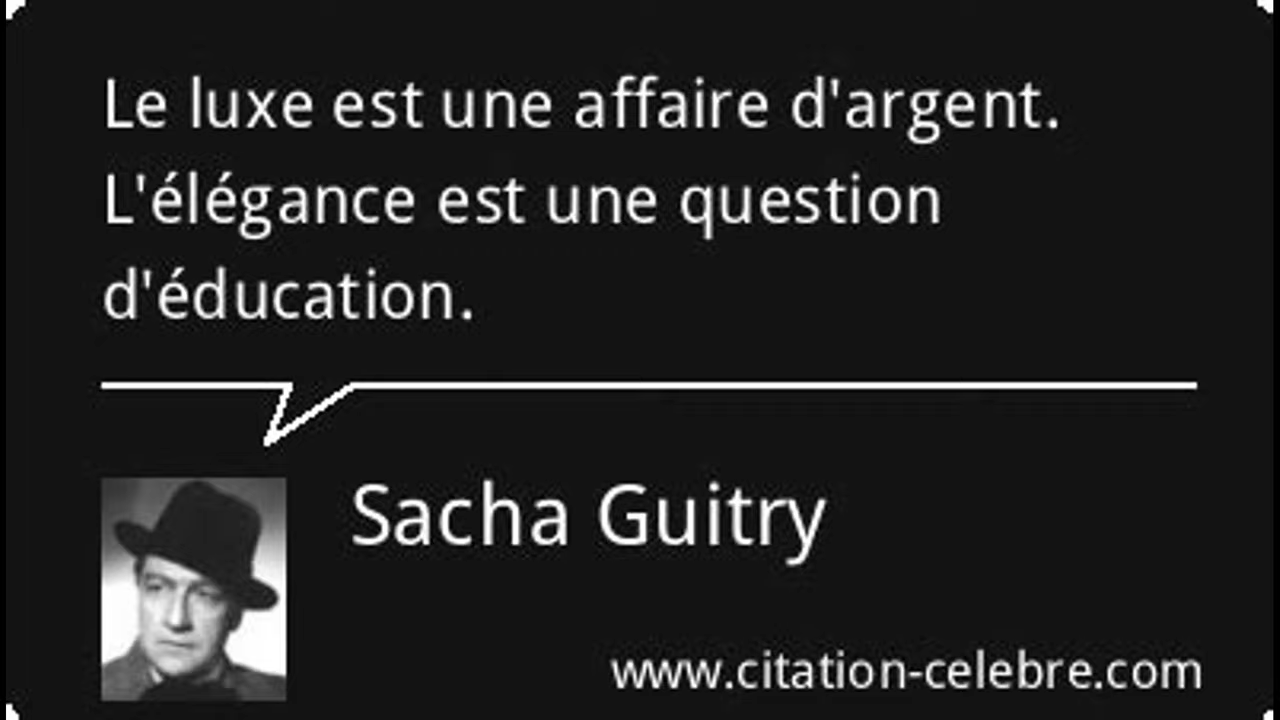 Le luxe est une affaire d'argent.
L'élégance est une question
d'éducation.
Sacha Guitry
www.citation-celebre.com